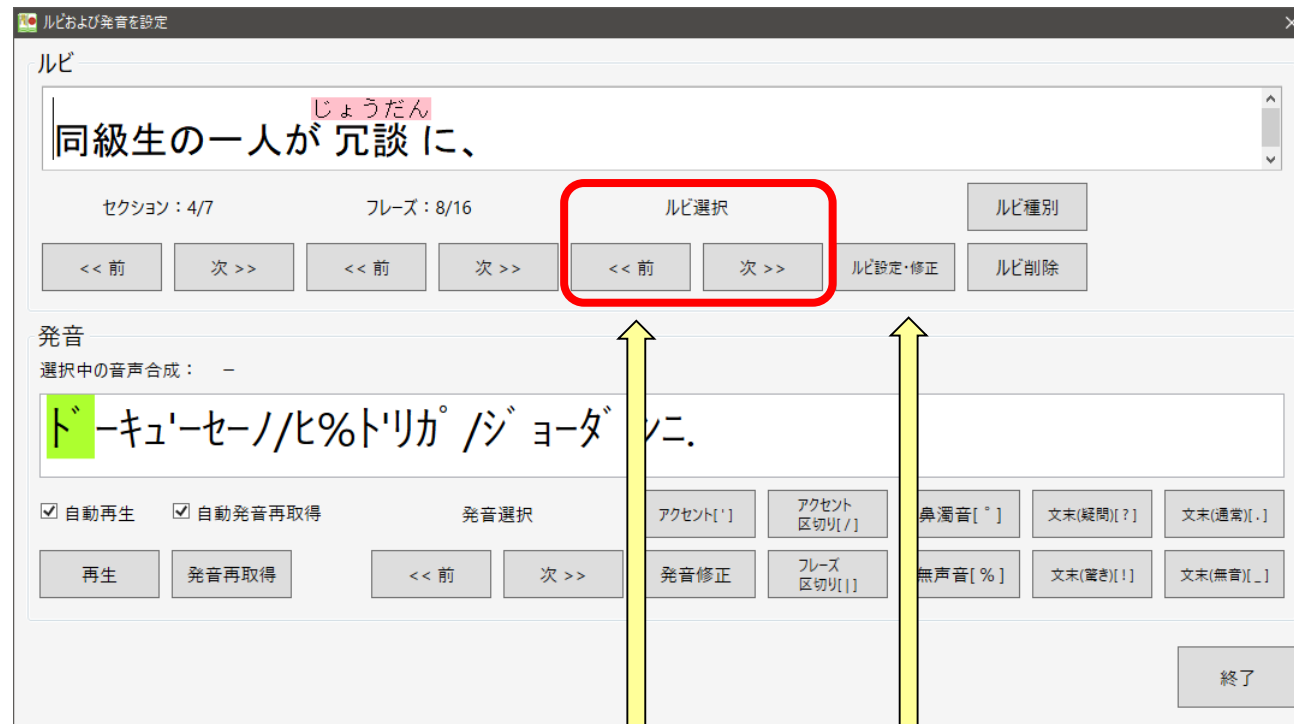 ルビおよび発音を設定
ルビ
じょうだん
同級生の一人が 冗談 に、
セクション：4/7 フレーズ：8/16 ルビ選択 ルビ種別
<< 前 次 >> << 前 次 >> << 前 次 >> ルビ設定・修正 ルビ削除
発音
選択中の音声合成： －
ﾄﾞｰｷｭ'ｰｾｰﾉ//ﾋ%ﾄ'ﾘｶﾟ/ｼﾞｮｰﾀﾞﾝﾆ.
自動再生 自動発音再取得 発音選択 アクセント['] アクセント 区切り[/] 鼻濁音[ﾟ] 文末(疑問)[?] 文末(通常)[.]
再生 発音再取得 << 前 次 >> 発音修正 フレーズ 区切り[|] 無声音[%] 文末(驚き)[!] 文末(無音)[_]
終了